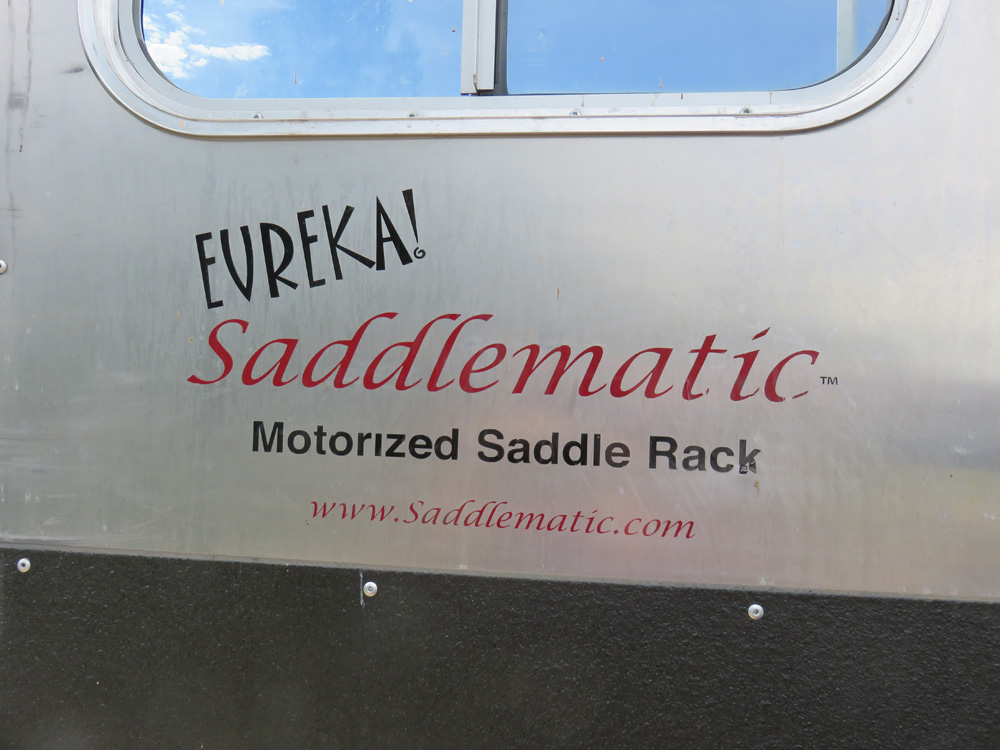 EUREKA!
Saddlematic™
Motorized Saddle Rack
www.Saddlematic.com